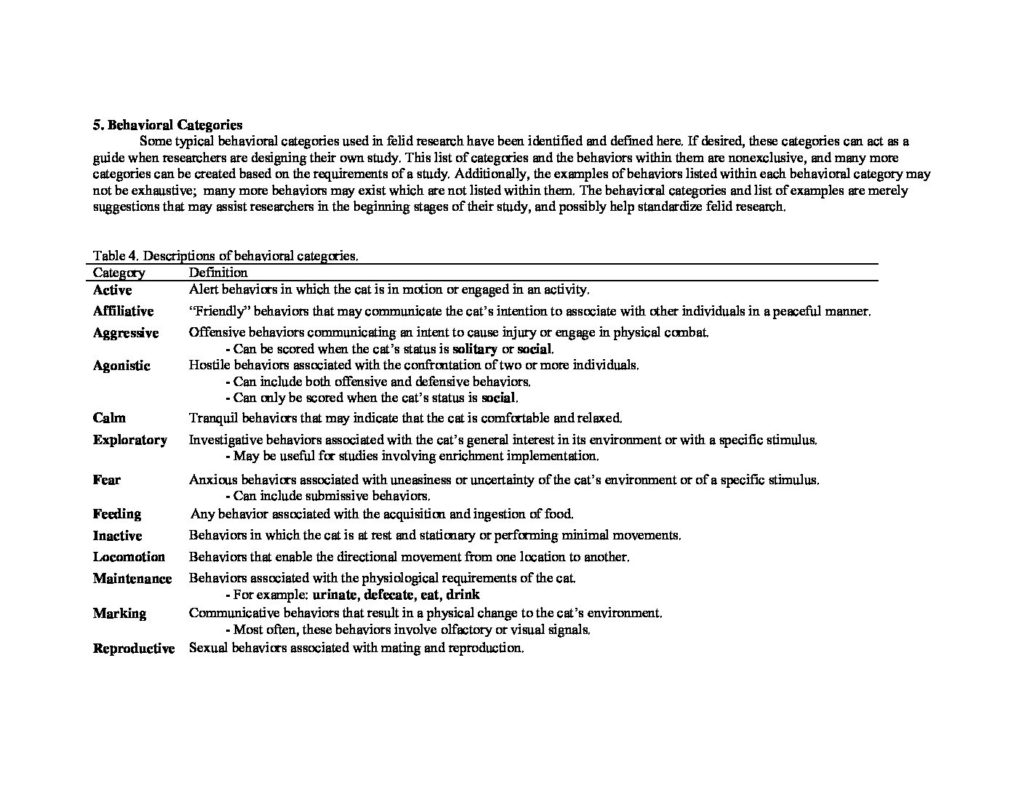 5. Behavioral Categories
Some typical behavioral categories used in felid research have been identified and defined here. If desired, these categories can act as a
guide when researchers are designing their own study. This list of categories and the behaviors within them are nonexclusive, and many more
categories can be created based on the requirements of a study. Additionally, the examples of behaviors listed within each behavioral category may
not be exhaustive; many more behaviors may exist which are not listed within them. The behavioral categories and list of examples are merely
suggestions that may assist researchers in the beginning stages of their study, and possibly help standardize felid research.
Table 4. Descriptions of behavioral categories.
Category Definition
Active Alert behaviors in which the cat is in motion or engaged in an activity.
Affiliative “Friendly” behaviors that may communicate the cat’s intention to associate with other individuals in a peaceful manner.
Aggressive Offensive behaviors communicating an intent to cause injury or engage in physical combat.
- Can be scored when the cat’s status is solitary or social.
Agonistic Hostile behaviors associated with the confrontation of two or more individuals.
- Can include both offensive and defensive behaviors.
- Can only be scored when the cat’s status is social.
Calm Tranquil behaviors that may indicate that the cat is comfortable and relaxed.
Exploratory Investigative behaviors associated with the cat’s general interest in its environment or with a specific stimulus.
- May be useful for studies involving enrichment implementation.
Fear Anxious behaviors associated with uneasiness or uncertainty of the cat’s environment or of a specific stimulus.
- Can include submissive behaviors.
Feeding Any behavior associated with the acquisition and ingestion of food.
Inactive Behaviors in which the cat is at rest and stationary or performing minimal movements.
Locomotion Behaviors that enable the directional movement from one location to another.
Maintenance Behaviors associated with the physiological requirements of the cat.
- For example: urinate, defecate, eat, drink
Marking Communicative behaviors that result in a physical change to the cat’s environment.
- Most often, these behaviors involve olfactory or visual signals.
Reproductive Sexual behaviors associated with mating and reproduction.